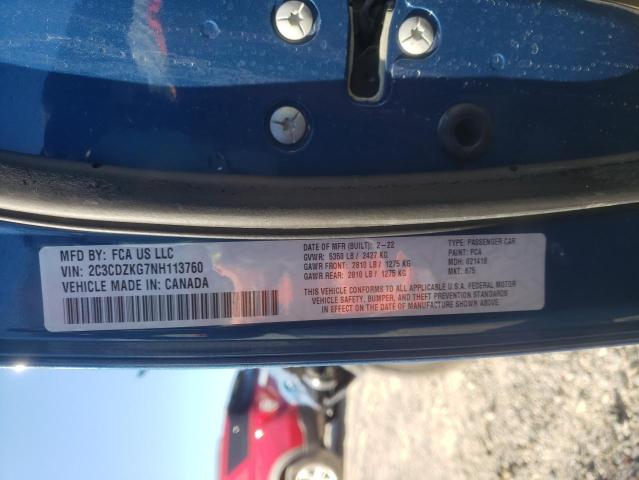 MFD BY: FCA US LLC
VIN: 2C3CDZKG7NH113760
VEHICLE MADE IN: CANADA
DATE OF MFR (BUILT): 2-22
GVWR: 5350 LB / 2427 KG
GAWR FRONT: 2810 LB / 1275 KG
GAWR REAR: 2810 LB / 1275 KG
TYPE: PASSENGER CAR
PAINT: PCA
MDH: 021418
MKT: 675
THIS VEHICLE CONFORMS TO ALL APPLICABLE U.S.A. FEDERAL MOTOR
VEHICLE SAFETY, BUMPER, AND THEFT PREVENTION STANDARDS
IN EFFECT ON THE DATE OF MANUFACTURE SHOWN ABOVE.